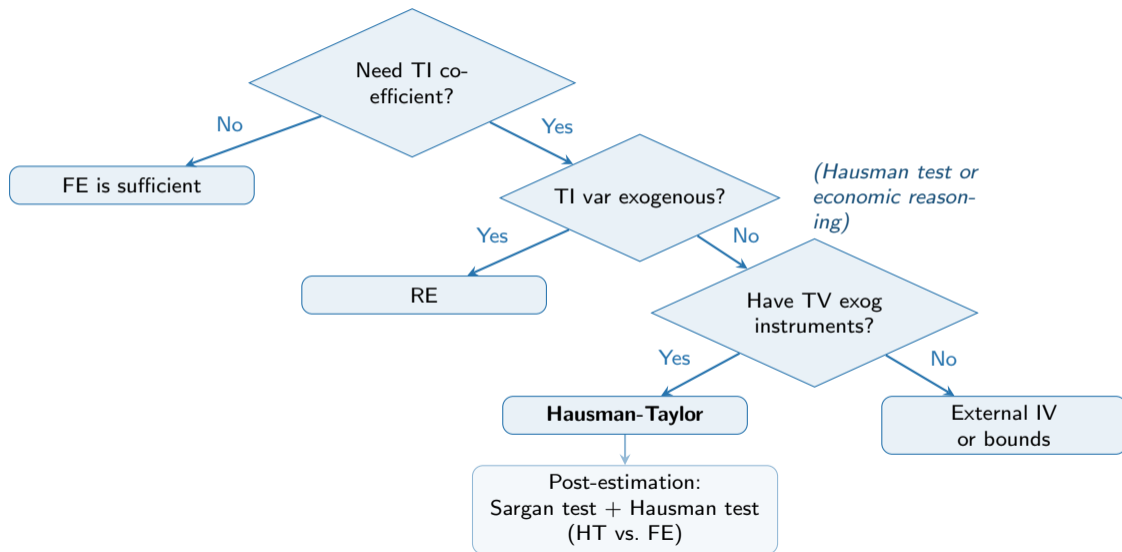 Need TI co-
efficient?
No
Yes
FE is sufficient
TI var exogenous?
(Hausman test or
economic reason-
ing)
Yes
No
RE
Have TV exog
instruments?
Yes
No
Hausman-Taylor
External IV
or bounds
Post-estimation:
Sargan test + Hausman test
(HT vs. FE)